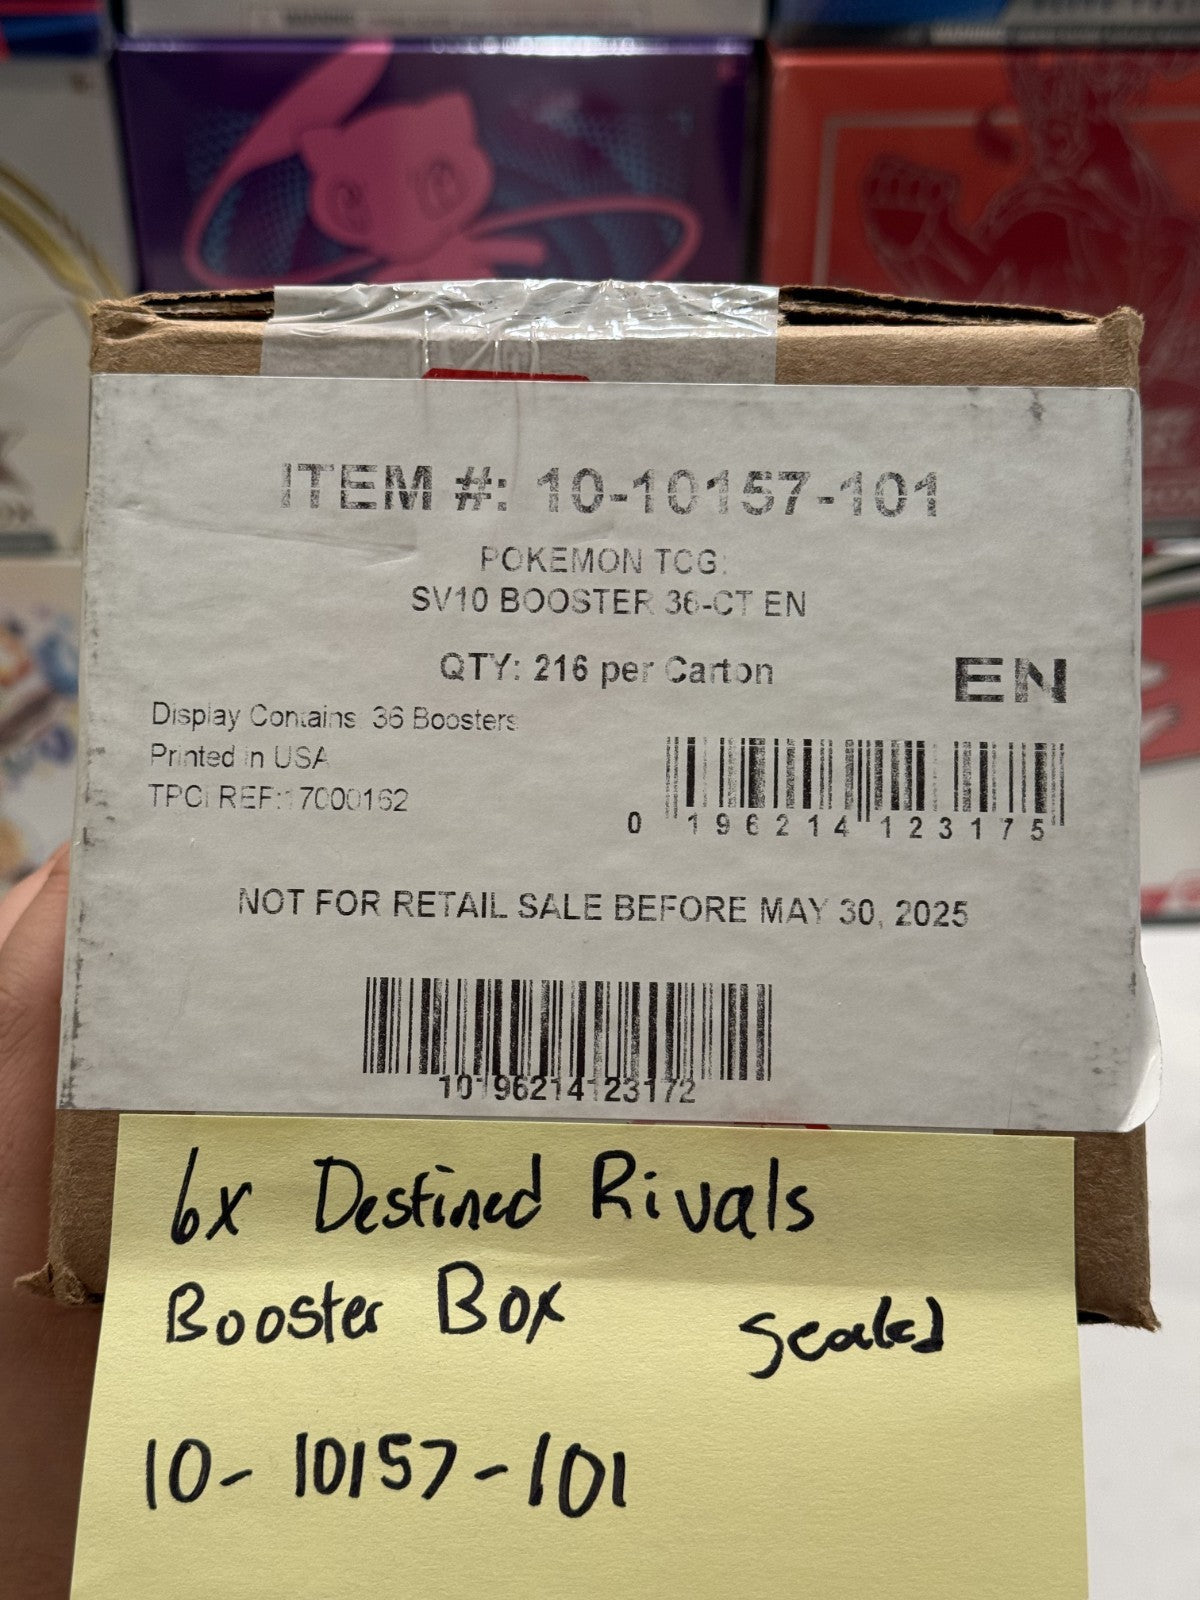 ITEM #: 10-10157-101
POKEMON TCG:
SV10 BOOSTER 36-CT EN
QTY: 216 per Carton
EN
Display Contains: 36 Boosters
Printed in USA
TPCi REF: 17000162
0 196214 123175
NOT FOR RETAIL SALE BEFORE MAY 30, 2025
10196214123172
6x Destined Rivals
Booster Box
Sealed
10-10157-101